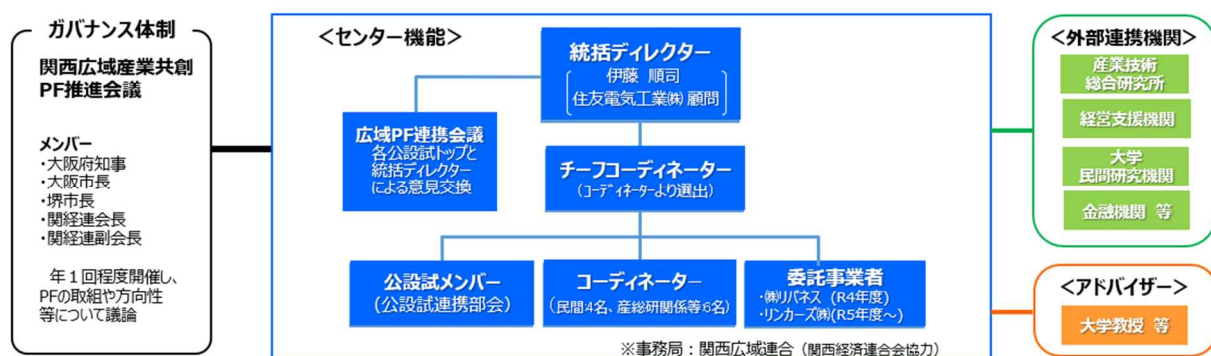 ガバナンス体制
関西広域産業共創
PF推進会議
メンバー
・大阪府知事
・大阪市長
・堺市長
・関経連会長
・関経連副会長
年1回程度開催し、
PFの取組や方向性
等について議論
<センター機能>
統括ディレクター
伊藤 順司
住友電気工業㈱ 顧問
広域PF連携会議
各公設試トップと
統括ディレクター
による意見交換
チーフコーディネーター
(コーディネーターより選出)
公設試メンバー
(公設試連携部会)
コーディネーター
(民間4名、産総研関係等6名)
委託事業者
・㈱リバネス (R4年度)
・リンカーズ㈱(R5年度~)
※事務局:関西広域連合(関西経済連合会協力)
<外部連携機関>
産業技術
総合研究所
経営支援機関
大学
民間研究機関
金融機関 等
<アドバイザー>
大学教授 等